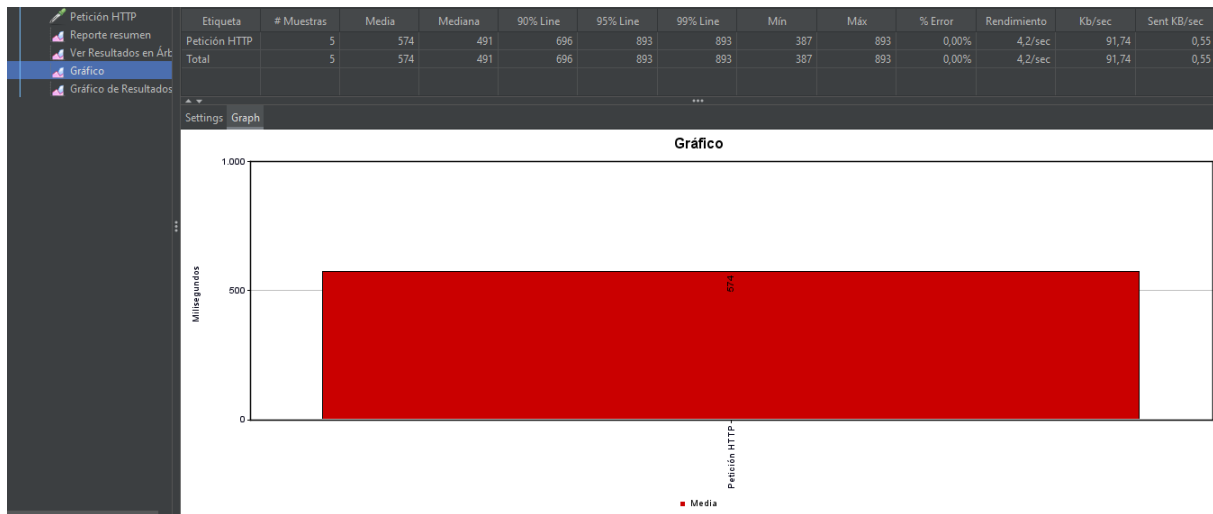 Petición HTTP
Reporte resumen
Ver Resultados en Árb
Gráfico
Gráfico de Resultados
Etiqueta # Muestras Media Mediana 90% Line 95% Line 99% Line Mín Máx % Error Rendimiento Kb/sec Sent KB/sec
Petición HTTP 5 574 491 696 893 893 387 893 0,00% 4,2/sec 91,74 0,55
Total 5 574 491 696 893 893 387 893 0,00% 4,2/sec 91,74 0,55
Settings Graph
Gráfico
1.000
500
0
Milisegundos
574
Petición HTTP
Media